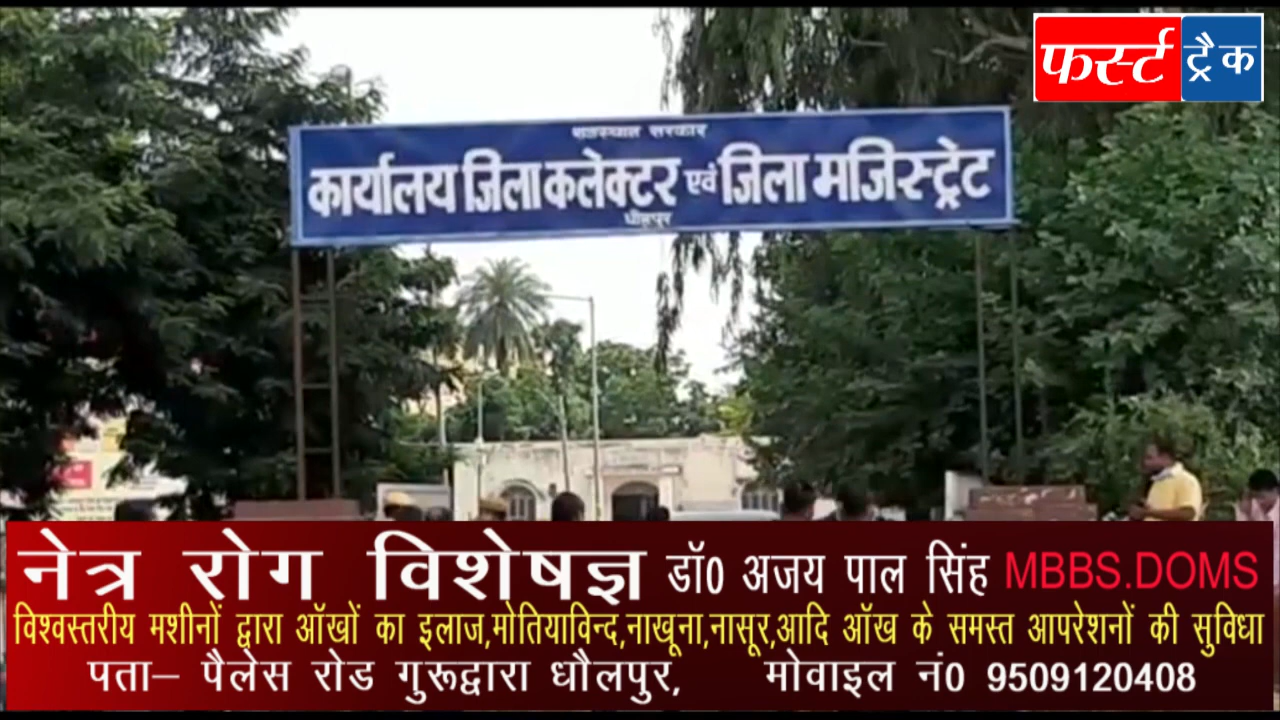 फर्स्ट ट्रैक
राजस्थान सरकार
कार्यालय जिला कलेक्टर एवं जिला मजिस्ट्रेट
धौलपुर
नेत्र रोग विशेषज्ञ डॉ0 अजय पाल सिंह MBBS.DOMS
विश्वस्तरीय मशीनों द्वारा ऑखों का इलाज,मोतियाविन्द,नाखूना,नासूर,आदि ऑख के समस्त आपरेशनों की सुविधा
पता– पैलेस रोड गुरूद्वारा धौलपुर, मोवाइल नं0 9509120408